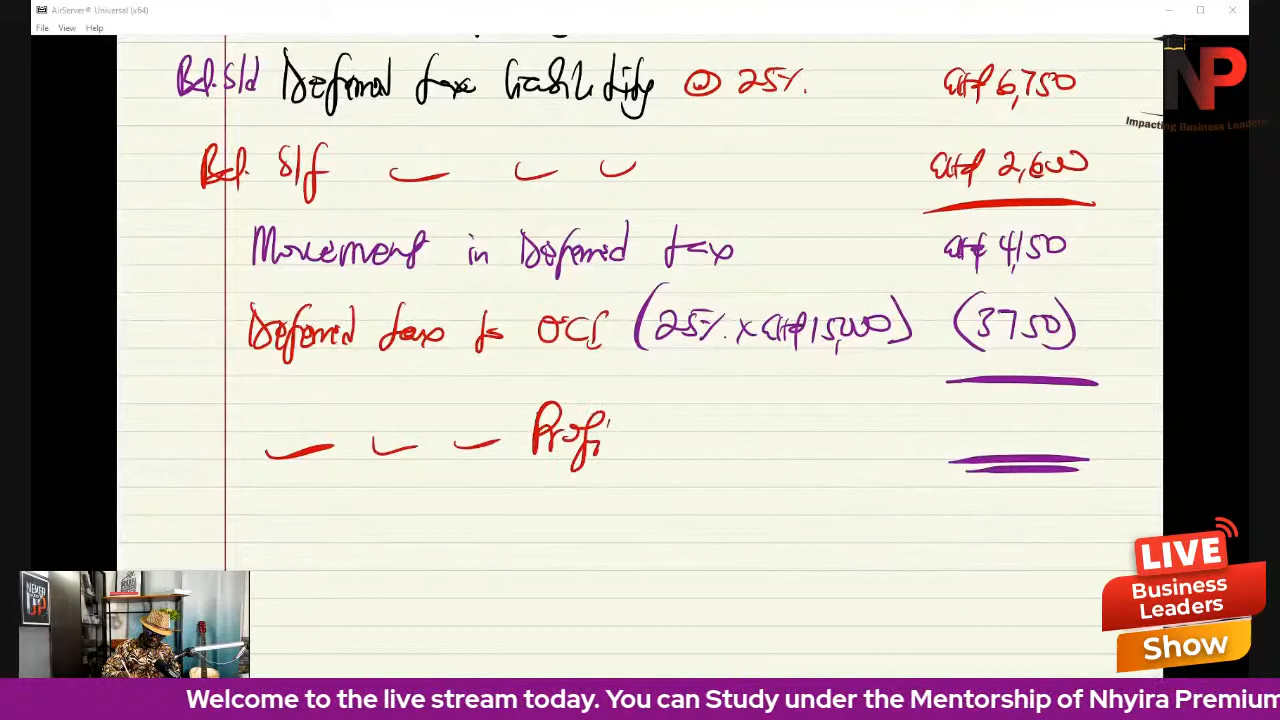 AirServer® Universal (x64)
File View Help
NP
Impacting Business Leaders
Bal. b/d Deferred tax liability @ 25%. GH¢ 6,750
Bal. b/f GH¢ 2,600
Movement in Deferred tax GH¢ 4,150
Deferred tax to OCI (25% x GH¢ 15,000) (3750)
Profi
LIVE
Business
Leaders
Show
Welcome to the live stream today. You can Study under the Mentorship of Nhyira Premium